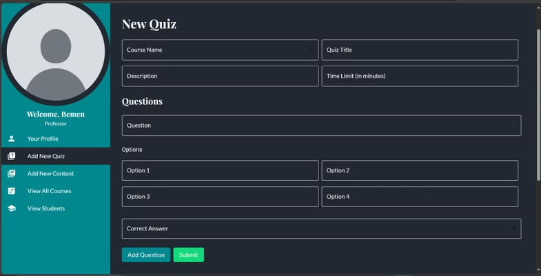 New Quiz
Course Name
Quiz Title
Description
Time Limit (in minutes)
Welcome, Bemen
Professor
Your Profile
Add New Quiz
Add New Content
View All Courses
View Students
Questions
Question
Options
Option 1
Option 2
Option 3
Option 4
Correct Answer
Add Question
Submit